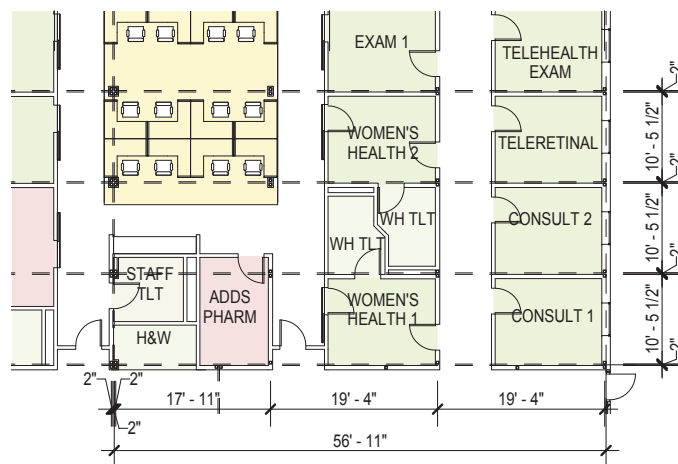 EXAM 1
TELEHEALTH
EXAM
2"
10' - 5 1/2"
WOMEN'S
HEALTH 2
TELERETINAL
2"
10' - 5 1/2"
WH TLT
WH TLT
CONSULT 2
2"
10' - 5 1/2"
STAFF
TLT
ADDS
PHARM
WOMEN'S
HEALTH 1
CONSULT 1
H&W
2"
2"
2"
2"
17' - 11"
19' - 4"
19' - 4"
56' - 11"